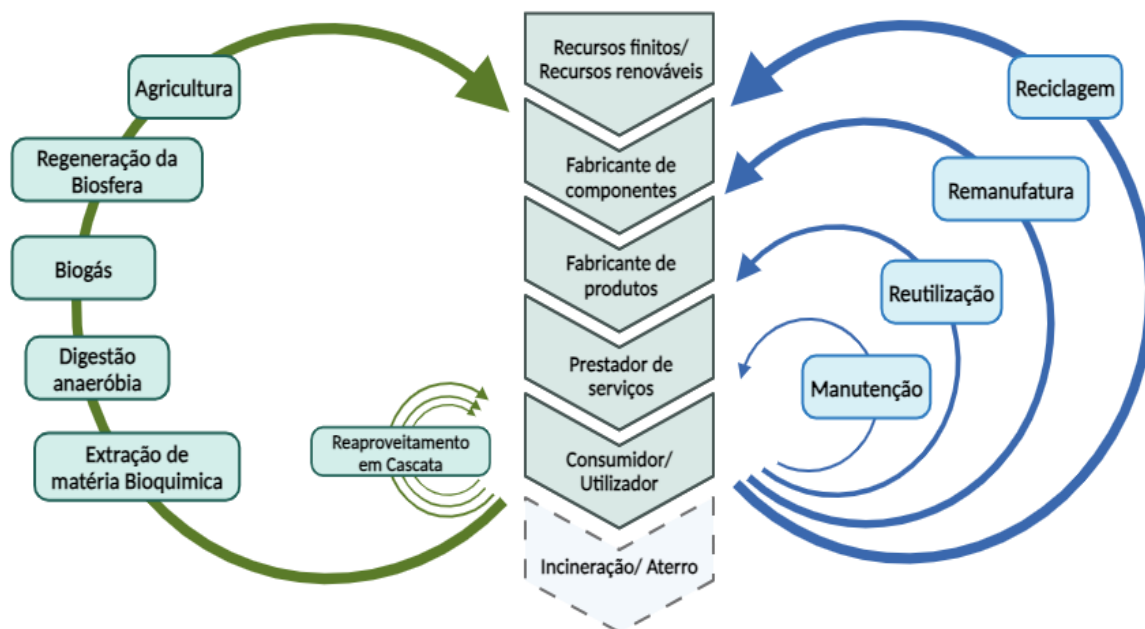 Recursos finitos/
Recursos renováveis
Fabricante de
componentes
Fabricante de
produtos
Prestador de
serviços
Consumidor/
Utilizador
Incineração/ Aterro
Agricultura
Regeneração da
Biosfera
Biogás
Digestão
anaeróbia
Extração de
matéria Bioquimica
Reaproveitamento
em Cascata
Reciclagem
Remanufatura
Reutilização
Manutenção